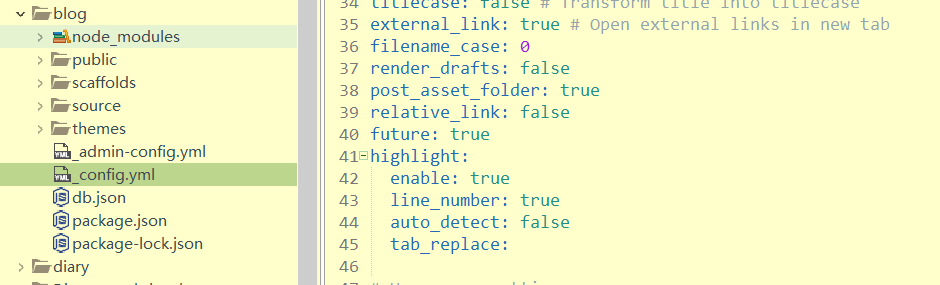 blog
node_modules
public
scaffolds
source
themes
_admin-config.yml
_config.yml
db.json
package.json
package-lock.json
diary
34 titlecase: false # Transform title into titlecase
35 external_link: true # Open external links in new tab
36 filename_case: 0
37 render_drafts: false
38 post_asset_folder: true
39 relative_link: false
40 future: true
41 highlight:
42 enable: true
43 line_number: true
44 auto_detect: false
45 tab_replace:
46